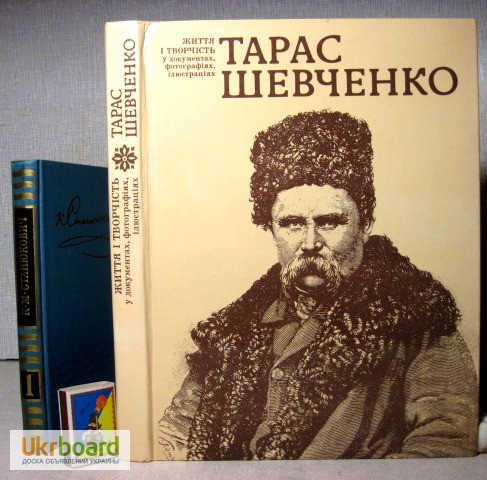 ЖИТТЯ
І ТВОРЧІСТЬ
у документах,
фотографіях,
ілюстраціях
ТАРАС
ШЕВЧЕНКО
ЖИТТЯ І ТВОРЧІСТЬ
у документах, фотографіях,
ілюстраціях
ТАРАС
ШЕВЧЕНКО
К·М·СТАНЮКОВИЧ
1
Ukrboard
ДОСКА ОБЪЯВЛЕНИЙ УКРАИНЫ